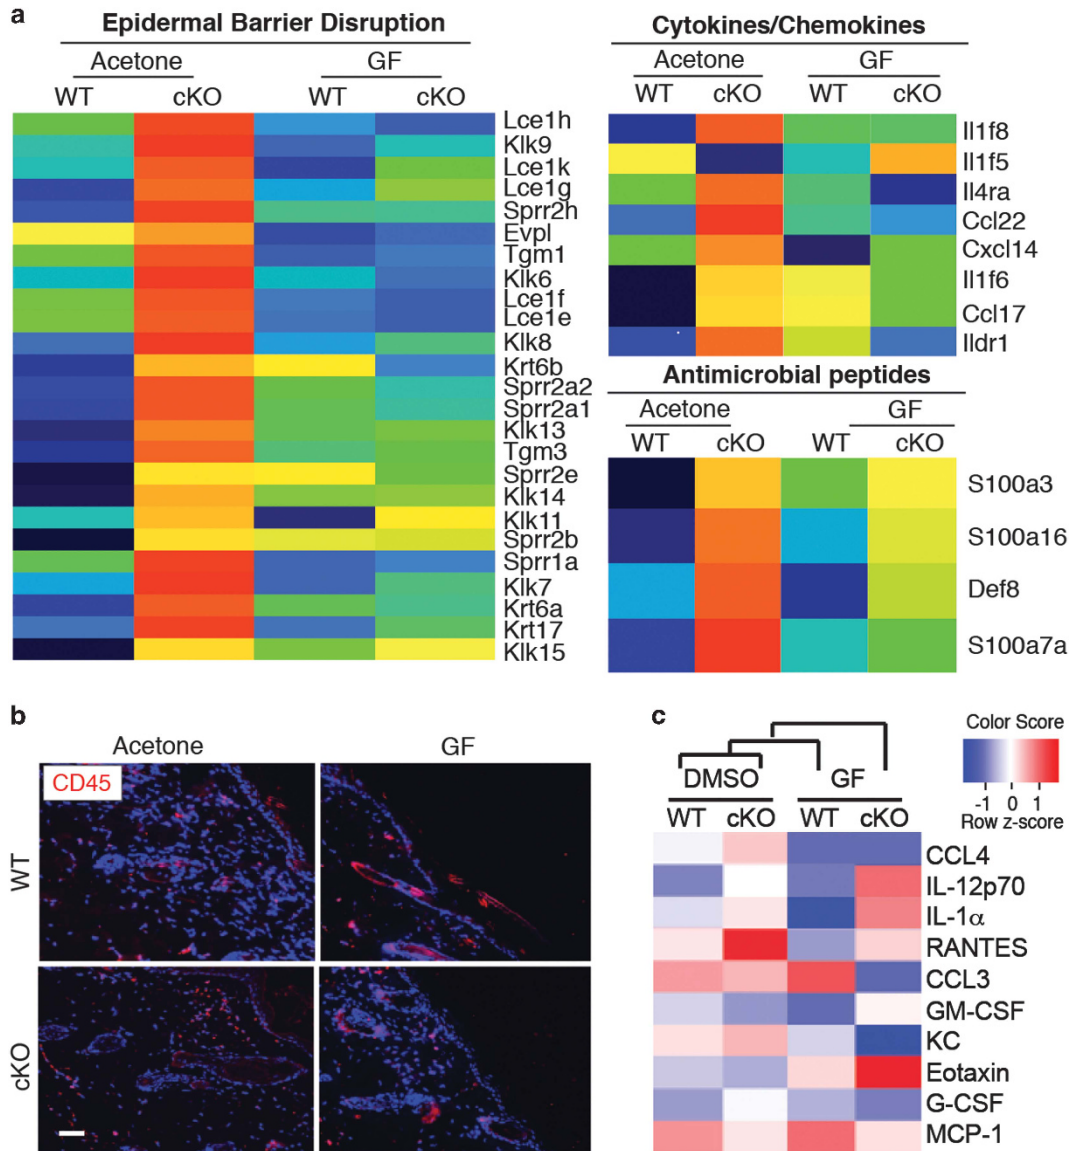 a
Epidermal Barrier Disruption
Acetone GF
WT cKO WT cKO
Lce1h
Klk9
Lce1k
Lce1g
Sprr2h
Evpl
Tgm1
Klk6
Lce1f
Lce1e
Klk8
Krt6b
Sprr2a2
Sprr2a1
Klk13
Tgm3
Sprr2e
Klk14
Klk11
Sprr2b
Sprr1a
Klk7
Krt6a
Krt17
Klk15
Cytokines/Chemokines
Acetone GF
WT cKO WT cKO
Il1f8
Il1f5
Il4ra
Ccl22
Cxcl14
Il1f6
Ccl17
Ildr1
Antimicrobial peptides
Acetone GF
WT cKO WT cKO
S100a3
S100a16
Def8
S100a7a
b
Acetone GF
CD45
WT
cKO
c
Color Score
-1 0 1
Row z-score
DMSO GF
WT cKO WT cKO
CCL4
IL-12p70
IL-1α
RANTES
CCL3
GM-CSF
KC
Eotaxin
G-CSF
MCP-1